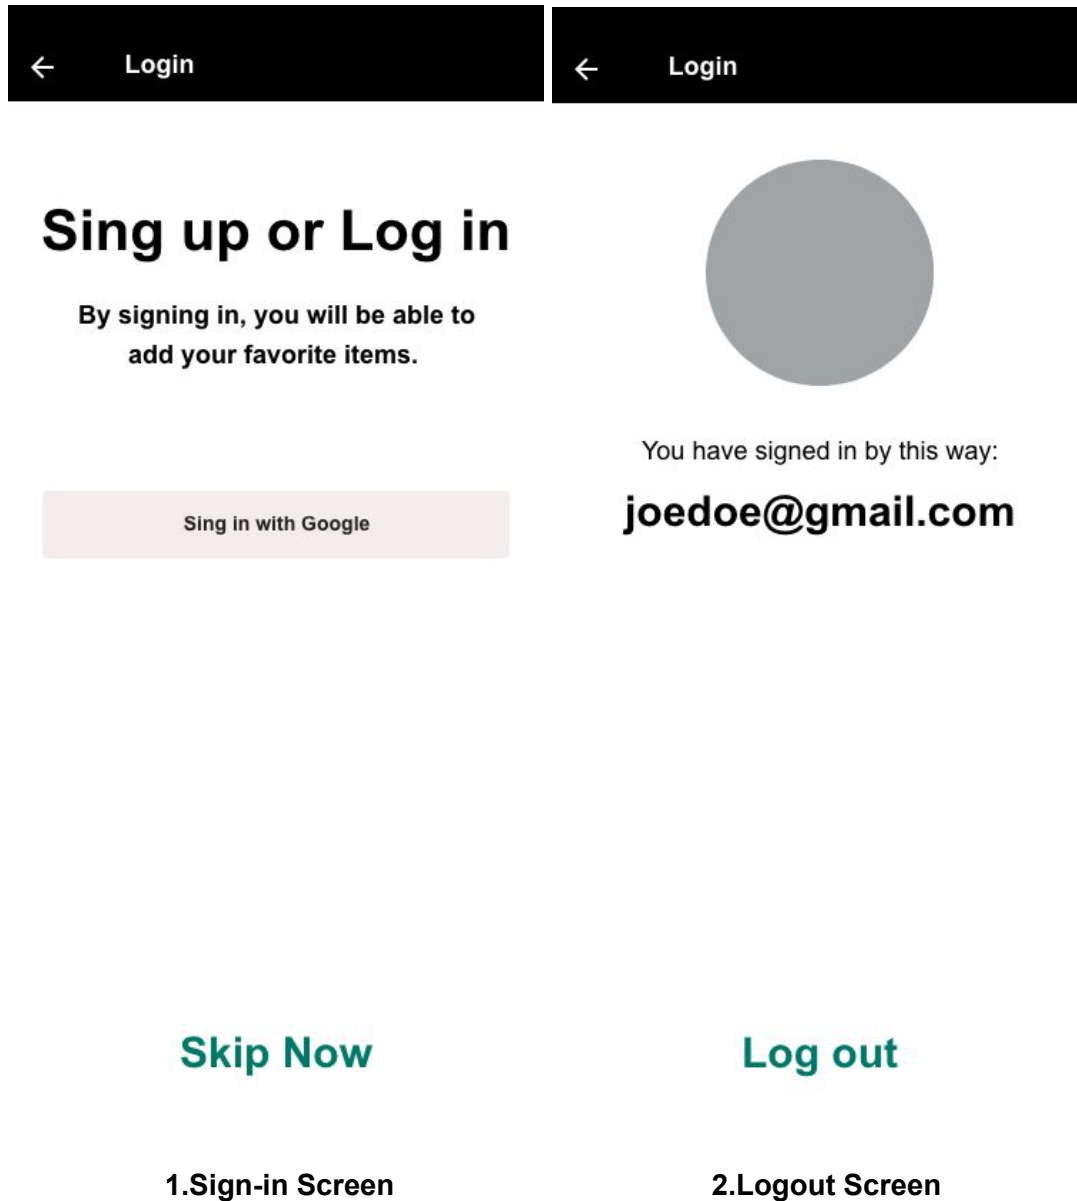 Login
Sing up or Log in
By signing in, you will be able to
add your favorite items.
Sing in with Google
Skip Now
1.Sign-in Screen
Login
You have signed in by this way:
joedoe@gmail.com
Log out
2.Logout Screen